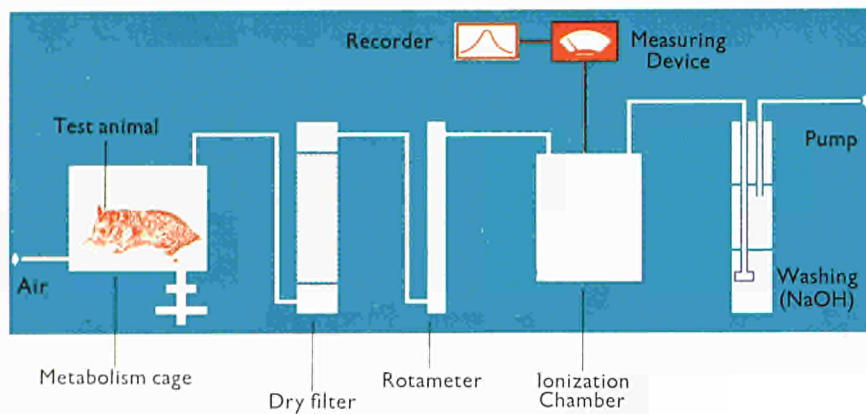 Recorder
Measuring
Device
Test animal
Pump
Air
Washing
(NaOH)
Metabolism cage
Dry filter
Rotameter
Ionization
Chamber